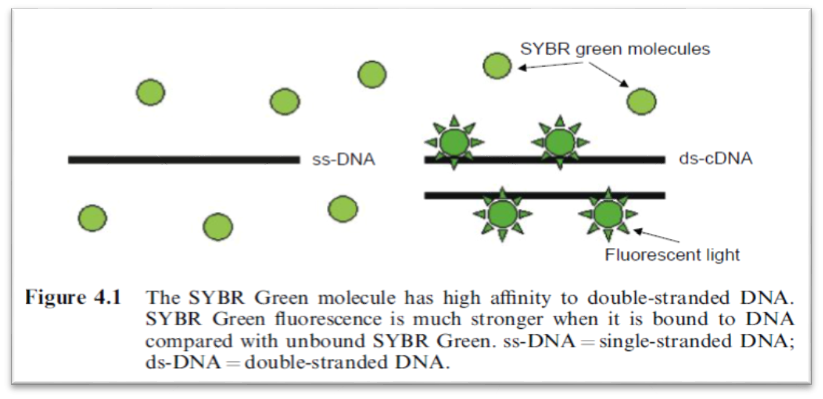 SYBR green molecules
ss-DNA
ds-cDNA
Fluorescent light
Figure 4.1 The SYBR Green molecule has high affinity to double-stranded DNA.
SYBR Green fluorescence is much stronger when it is bound to DNA
compared with unbound SYBR Green. ss-DNA = single-stranded DNA;
ds-DNA = double-stranded DNA.